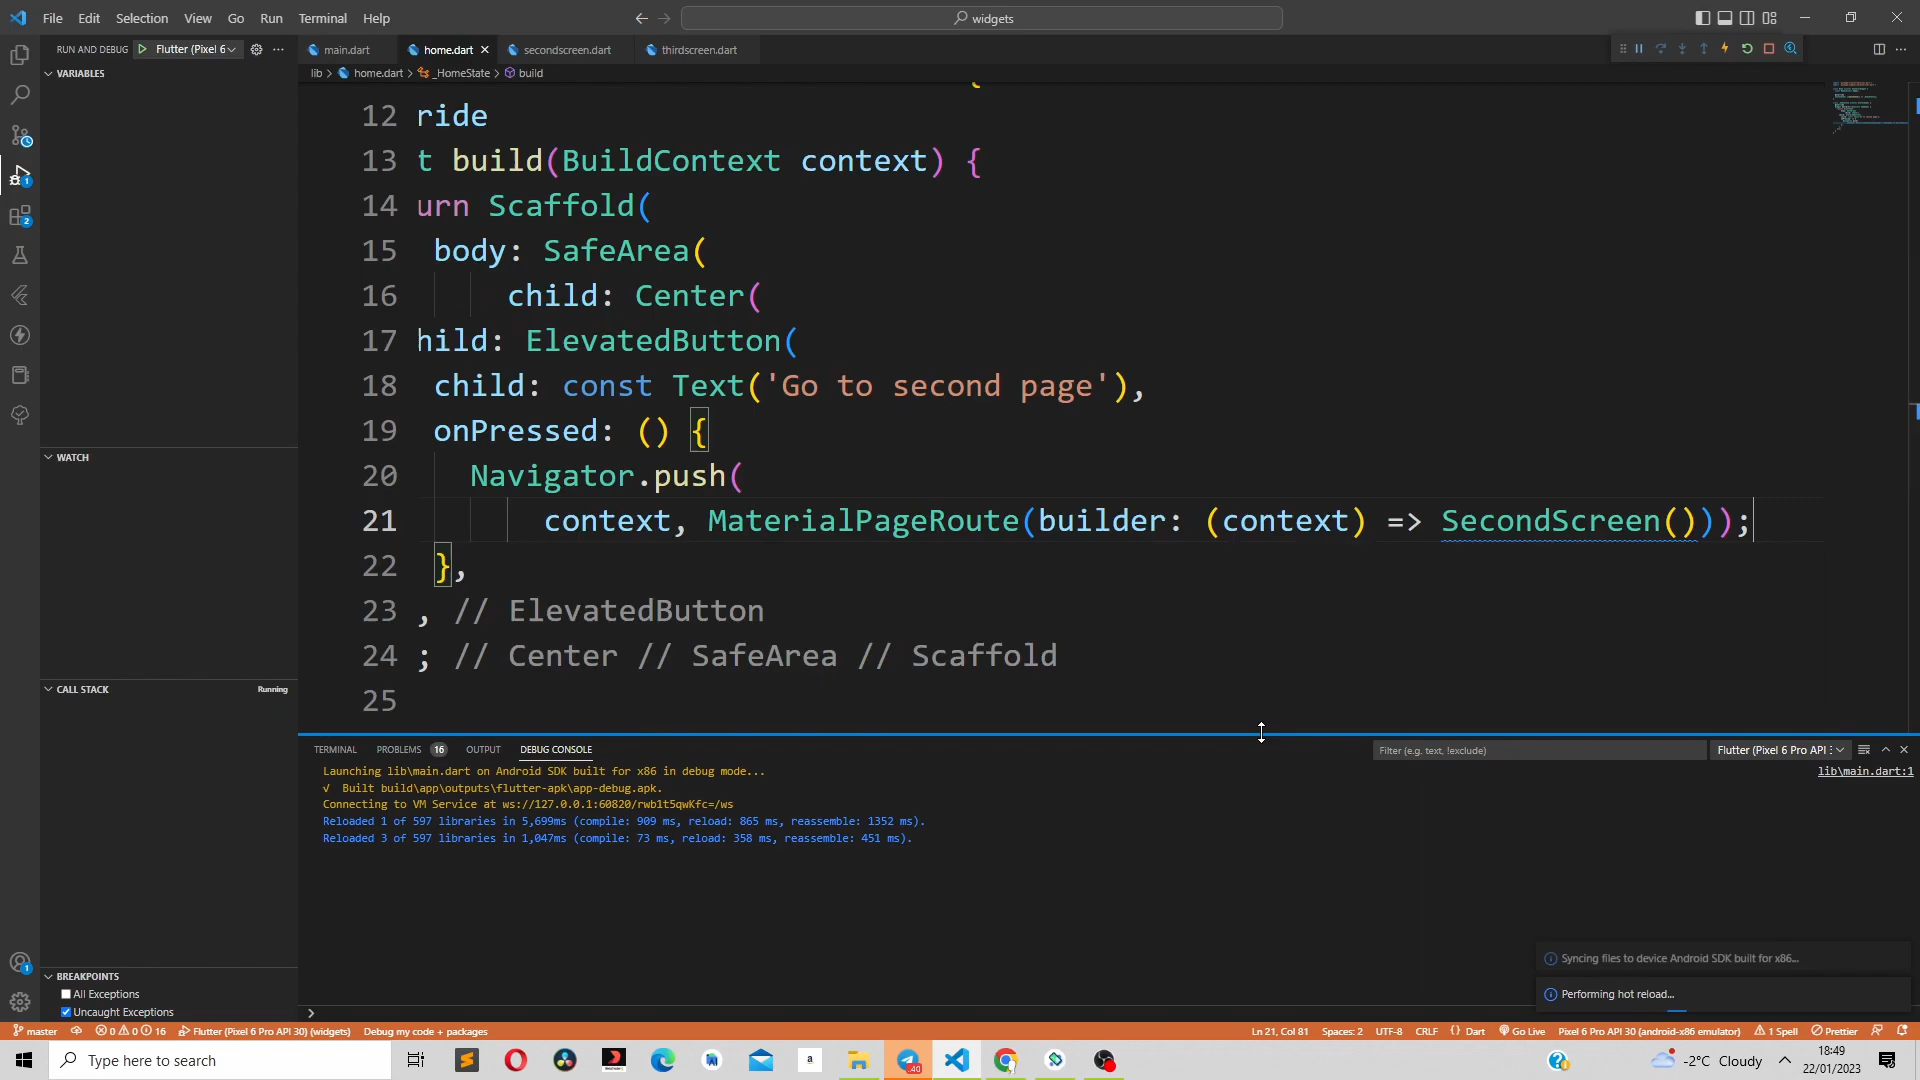 File Edit Selection View Go Run Terminal Help
widgets
RUN AND DEBUG Flutter (Pixel 6
main.dart home.dart secondscreen.dart thirdscreen.dart
lib > home.dart > _HomeState > build
VARIABLES
12 ride
13 t build(BuildContext context) {
14 urn Scaffold(
15 body: SafeArea(
16 child: Center(
17 hild: ElevatedButton(
18 child: const Text('Go to second page'),
19 onPressed: () {
20 Navigator.push(
21 context, MaterialPageRoute(builder: (context) => SecondScreen()));
22 },
23 , // ElevatedButton
24 ; // Center // SafeArea // Scaffold
25
WATCH
CALL STACK Running
BREAKPOINTS
All Exceptions
Uncaught Exceptions
TERMINAL PROBLEMS 16 OUTPUT DEBUG CONSOLE
Filter (e.g. text, !exclude) Flutter (Pixel 6 Pro API
Launching lib\main.dart on Android SDK built for x86 in debug mode...
lib\main.dart:1
√ Built build\app\outputs\flutter-apk\app-debug.apk.
Connecting to VM Service at ws://127.0.0.1:60820/rwb1t5qwKfc=/ws
Reloaded 1 of 597 libraries in 5,699ms (compile: 909 ms, reload: 865 ms, reassemble: 1352 ms).
Reloaded 3 of 597 libraries in 1,047ms (compile: 73 ms, reload: 358 ms, reassemble: 451 ms).
Syncing files to device Android SDK built for x86...
Performing hot reload...
master 0 0 16 Flutter (Pixel 6 Pro API 30) (widgets) Debug my code + packages
Ln 21, Col 81 Spaces: 2 UTF-8 CRLF {} Dart Go Live Pixel 6 Pro API 30 (android-x86 emulator) 1 Spell Prettier
Type here to search
40
-2°C Cloudy
18:49
22/01/2023